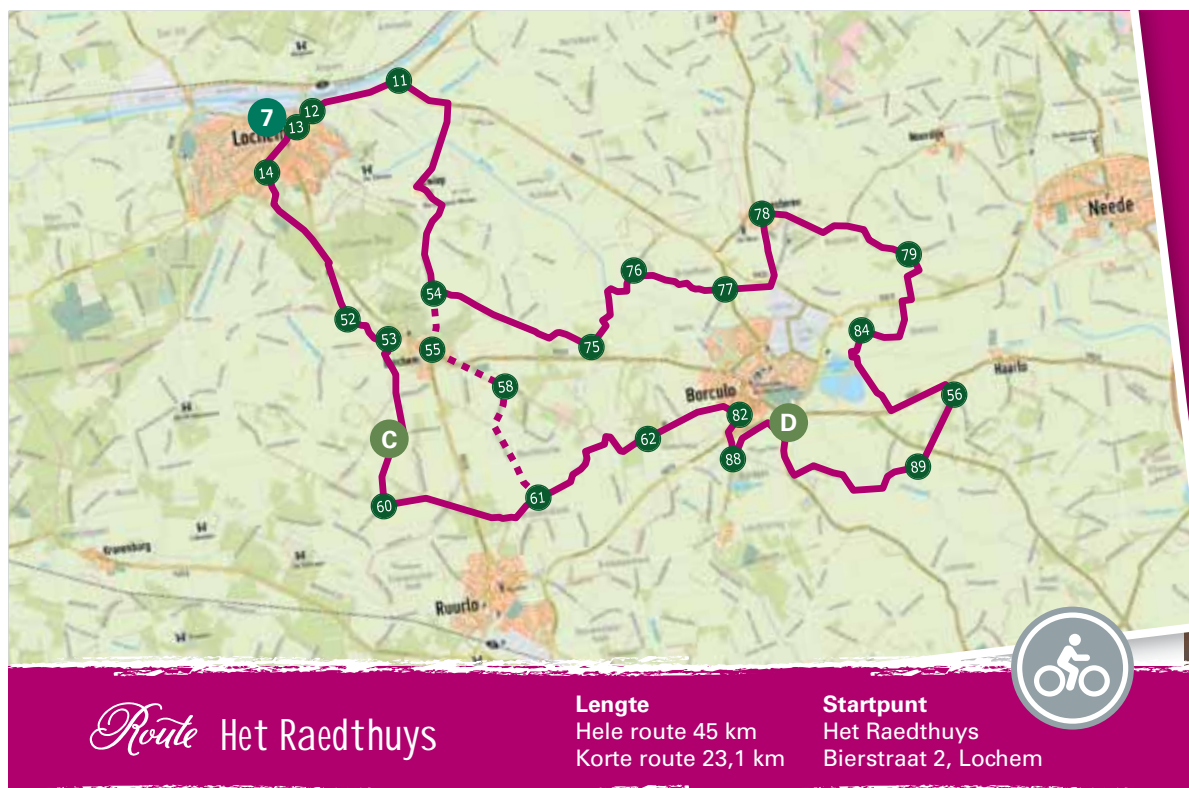 11
12
7
13
Lochem
14
78
Neede
79
76
54
77
52
84
53
75
55
Haarlo
58
Borculo
56
82
D
C
62
88
89
61
60
Kranenburg
Ruurlo
Route Het Raedthuys
Lengte
Hele route 45 km
Korte route 23,1 km
Startpunt
Het Raedthuys
Bierstraat 2, Lochem